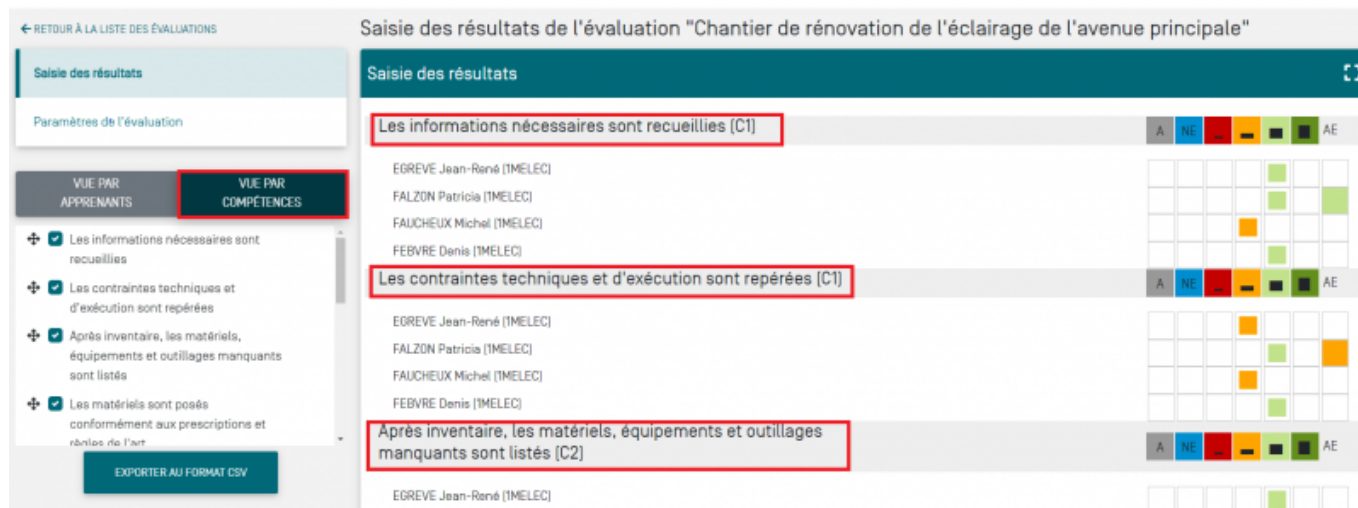 ← RETOUR À LA LISTE DES ÉVALUATIONS
Saisie des résultats de l'évaluation "Chantier de rénovation de l'éclairage de l'avenue principale"
Saisie des résultats
Paramètres de l'évaluation
VUE PAR
APPRENANTS
VUE PAR
COMPÉTENCES
Les informations nécessaires sont
recueillies
Les contraintes techniques et
d'exécution sont repérées
Après inventaire, les matériels,
équipements et outillages manquants
sont listés
Les matériels sont posés
conformément aux prescriptions et
règles de l'art
EXPORTER AU FORMAT CSV
Saisie des résultats
Les informations nécessaires sont recueillies (C1)
A NE AE
EGREVE Jean-René (1MELEC)
FALZON Patricia (1MELEC)
FAUCHEUX Michel (1MELEC)
FEBVRE Denis (1MELEC)
Les contraintes techniques et d'exécution sont repérées (C1)
A NE AE
EGREVE Jean-René (1MELEC)
FALZON Patricia (1MELEC)
FAUCHEUX Michel (1MELEC)
FEBVRE Denis (1MELEC)
Après inventaire, les matériels, équipements et outillages
manquants sont listés (C2)
A NE AE
EGREVE Jean-René (1MELEC)